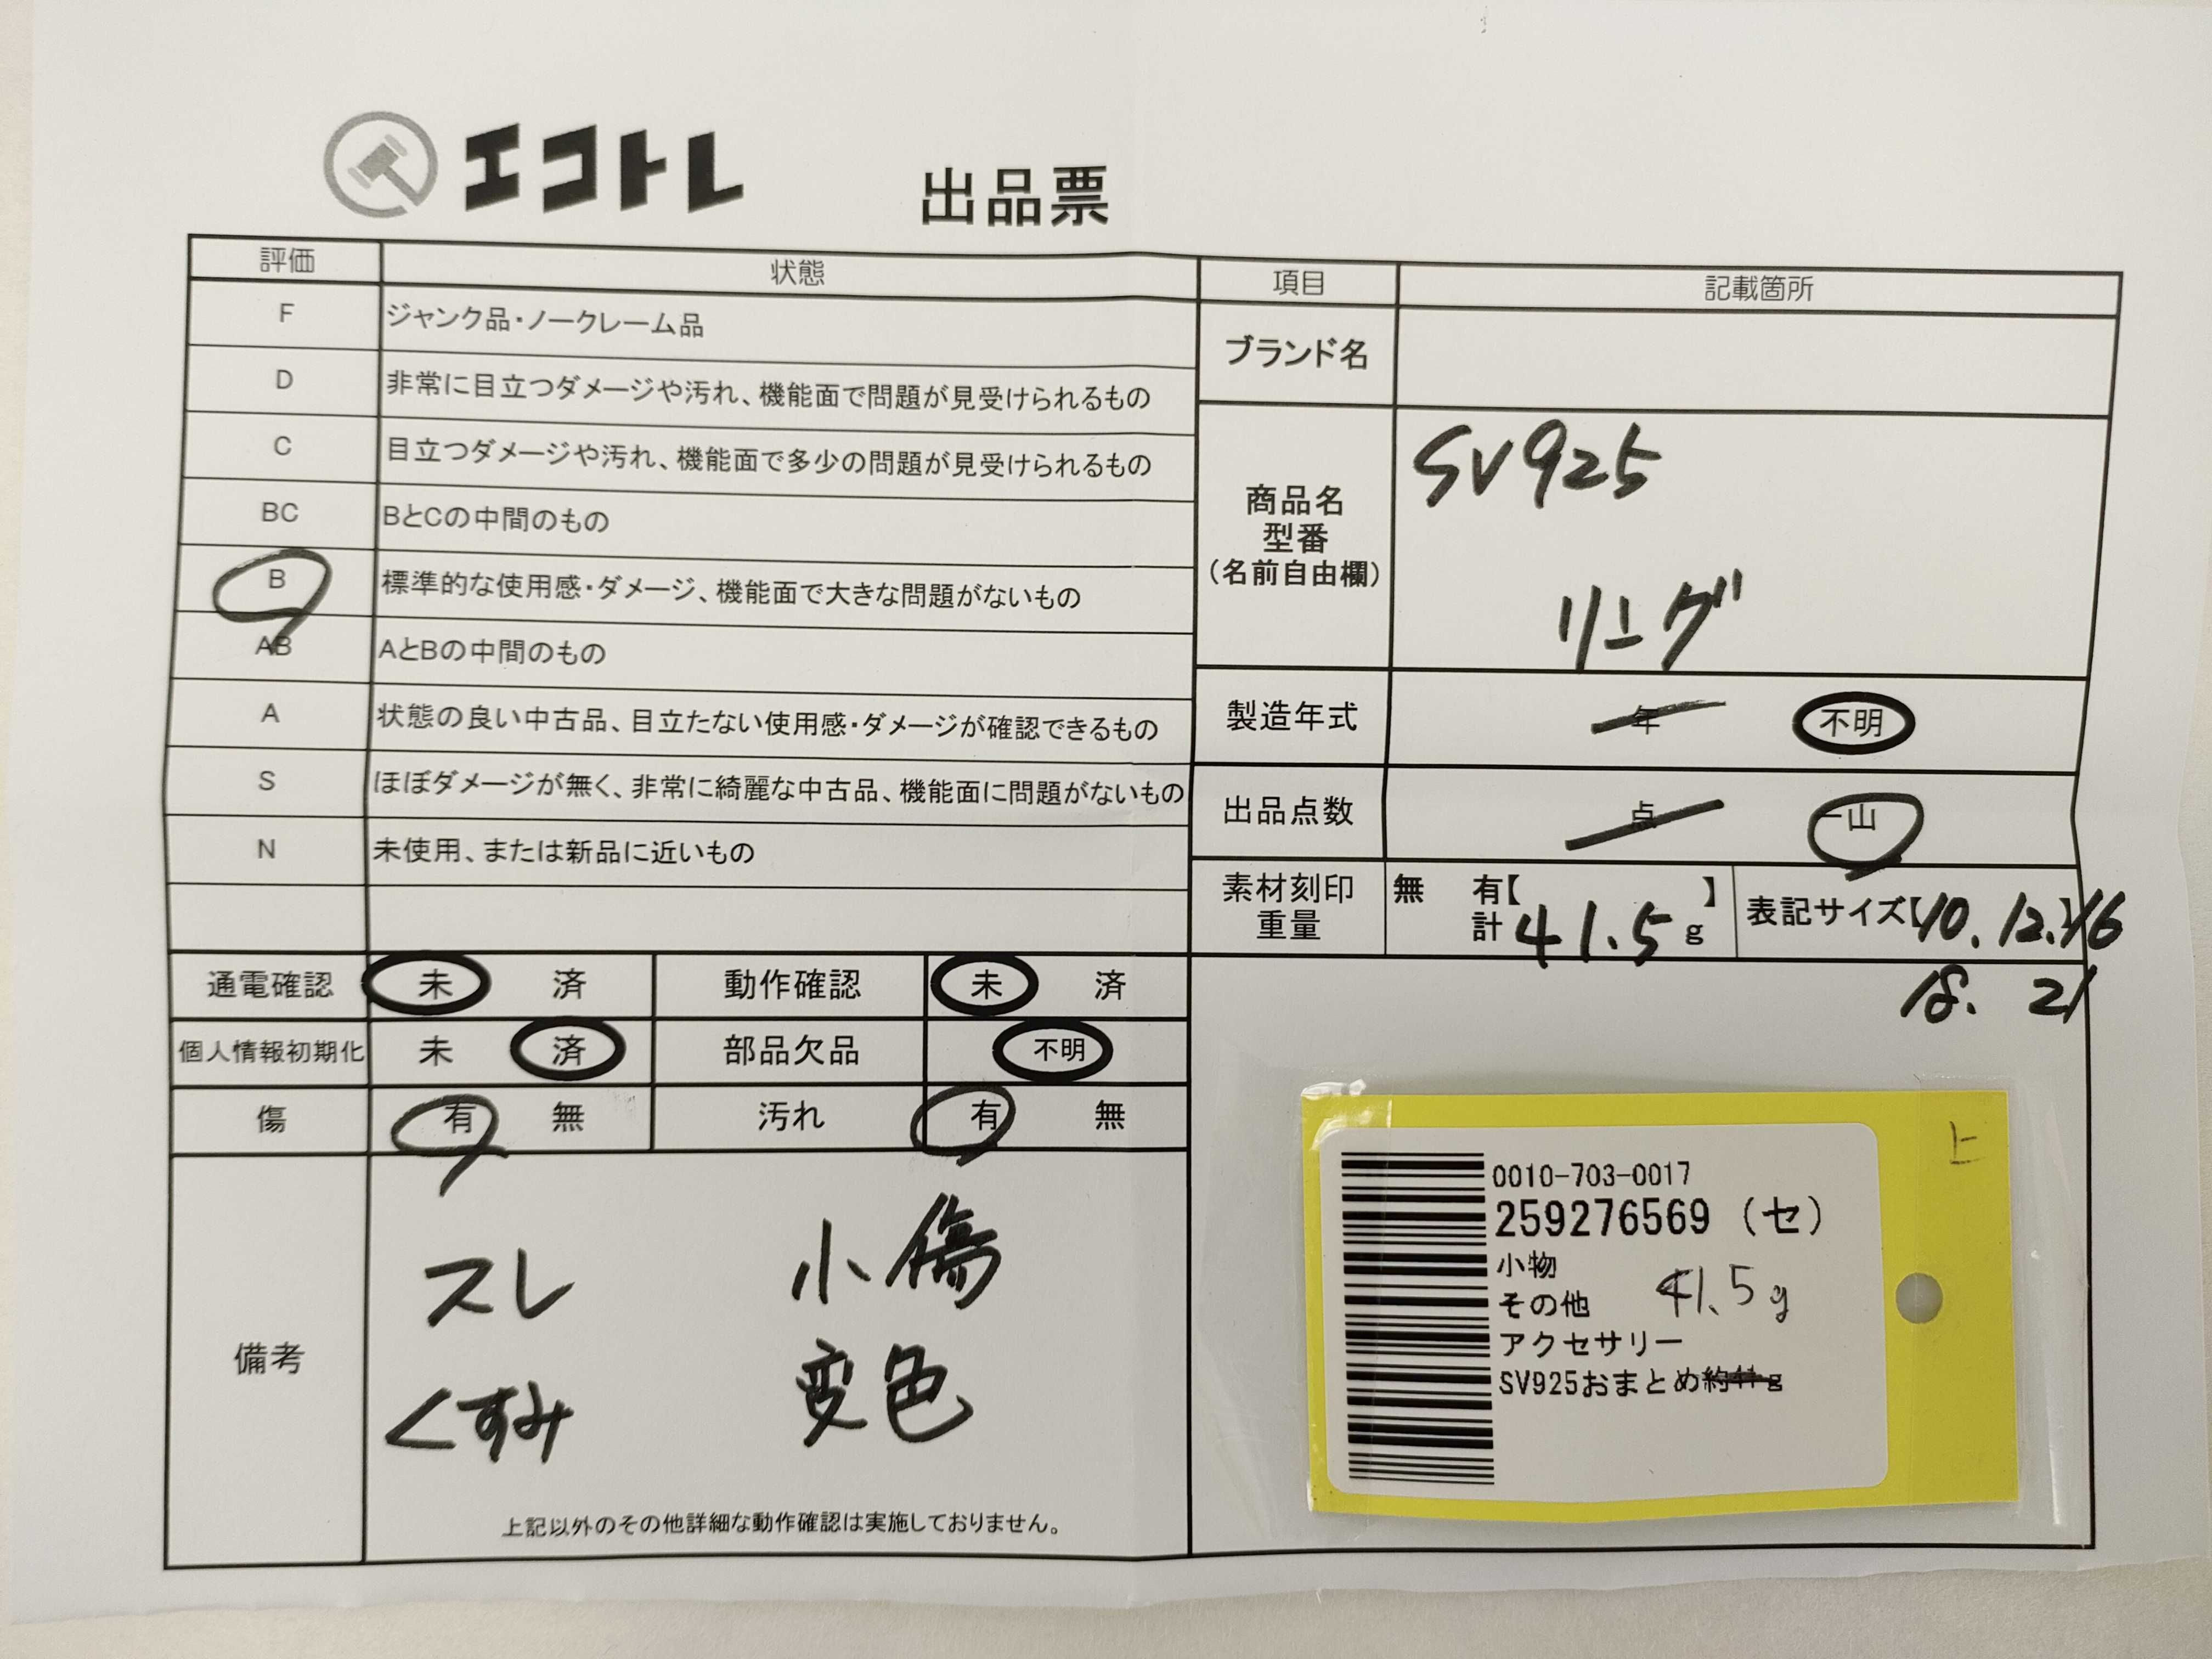 エコトレ 出品票
評価 状態
F ジャンク品・ノークレーム品
D 非常に目立つダメージや汚れ、機能面で問題が見受けられるもの
C 目立つダメージや汚れ、機能面で多少の問題が見受けられるもの
BC BとCの中間のもの
B 標準的な使用感・ダメージ、機能面で大きな問題がないもの
AB AとBの中間のもの
A 状態の良い中古品、目立たない使用感・ダメージが確認できるもの
S ほぼダメージが無く、非常に綺麗な中古品、機能面に問題がないもの
N 未使用、または新品に近いもの
通電確認 未 済 動作確認 未 済
個人情報初期化 未 済 部品欠品 不明
傷 有 無 汚れ 有 無
備考
スレ 小傷
くすみ 変色
上記以外のその他詳細な動作確認は実施しておりません。
項目 記載箇所
ブランド名
商品名
型番
(名前自由欄)
SV925
リング
製造年式 年 不明
出品点数 点 一山
素材刻印
重量
無 有【 】
計 41.5 g
表記サイズ【10.12.】16
18. 21
上
0010-703-0017
259276569 (セ)
小物
その他 41.5g
アクセサリー
SV925おまとめ約41g